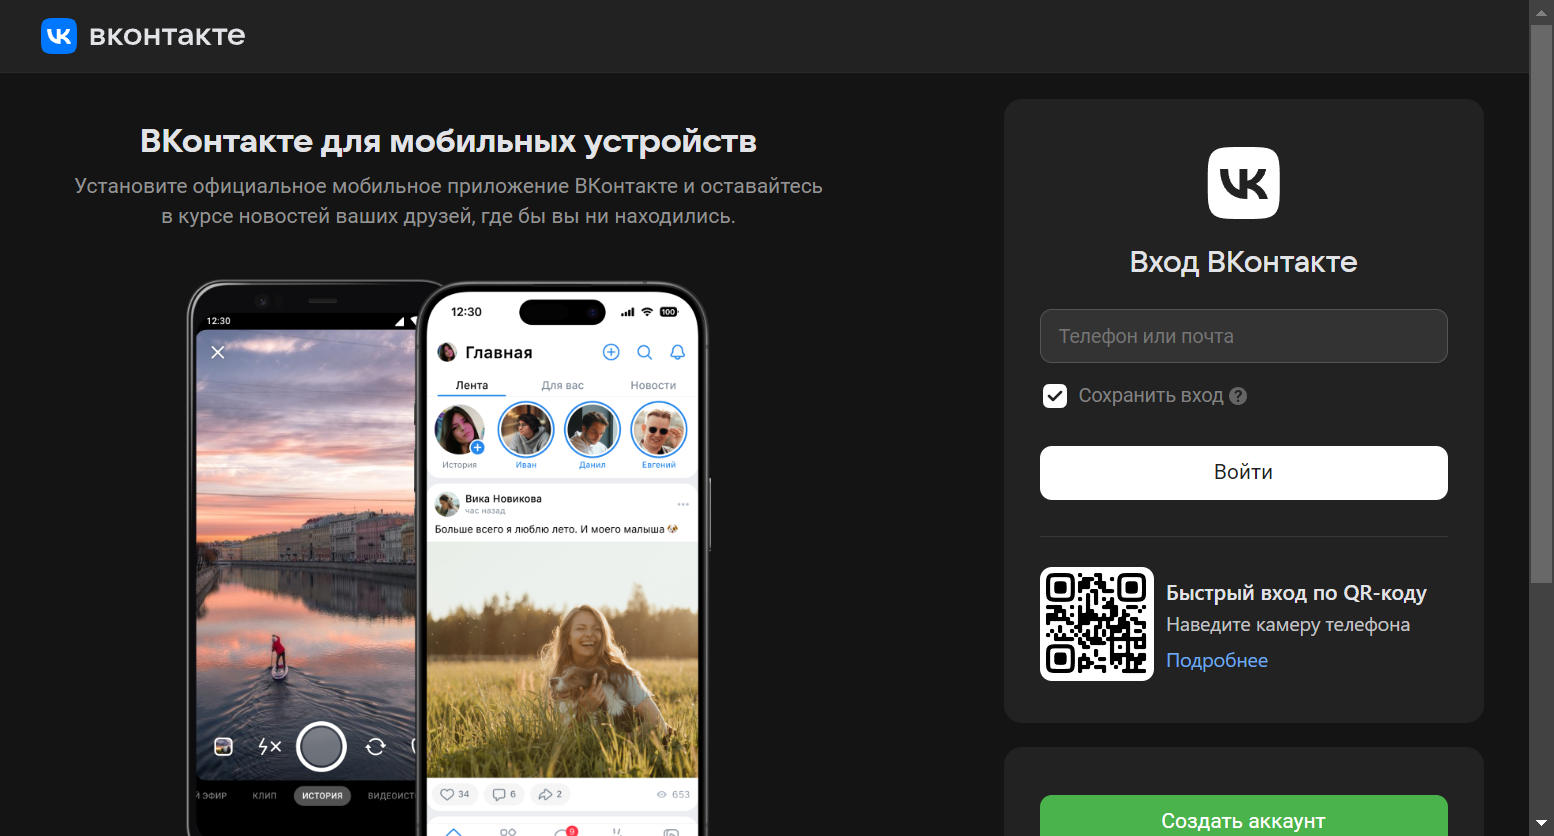 вконтакте
ВКонтакте для мобильных устройств
Установите официальное мобильное приложение ВКонтакте и оставайтесь
в курсе новостей ваших друзей, где бы вы ни находились.
12:30
ЭФИР
КЛИП
ИСТОРИЯ
12:30
100
Главная
Лента
Для вас
Новости
История
Иван
Данил
Евгений
Вика Новикова
час назад
Больше всего я люблю лето. И моего малыша 🐶
34
6
2
653
9
Вход ВКонтакте
Телефон или почта
Сохранить вход
Войти
Быстрый вход по QR-коду
Наведите камеру телефона
Подробнее
Создать аккаунт